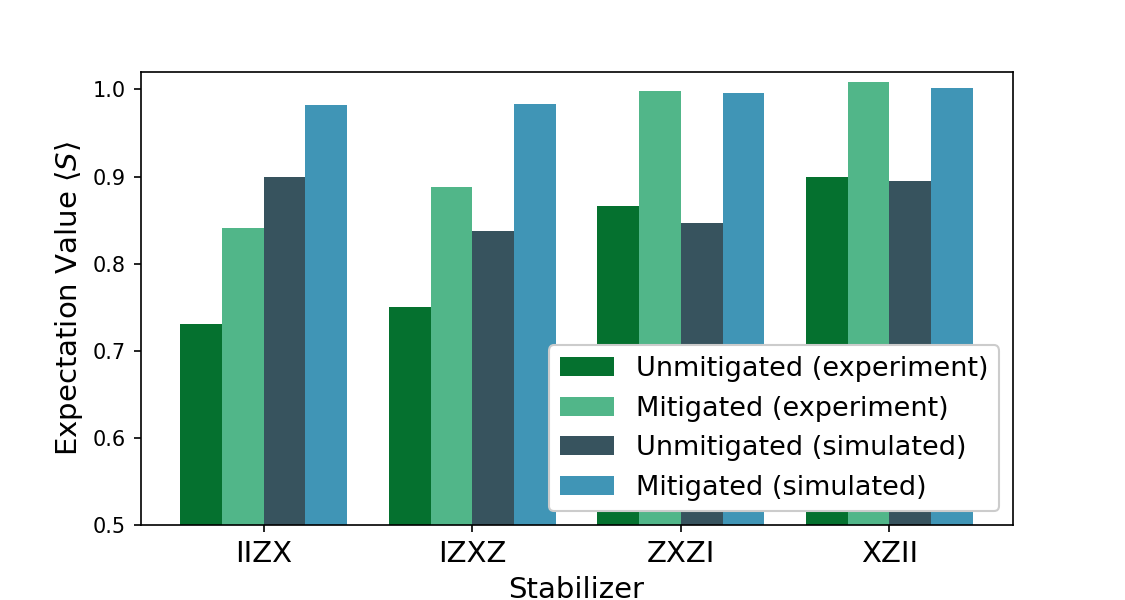 1.0
0.9
0.8
0.7
0.6
0.5
Expectation Value ⟨S⟩
Unmitigated (experiment)
Mitigated (experiment)
Unmitigated (simulated)
Mitigated (simulated)
IIZX IZXZ ZXZI XZII
Stabilizer